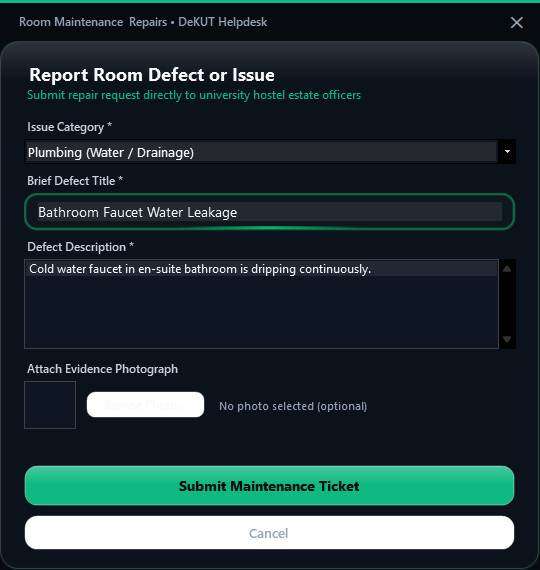 Room Maintenance Repairs • DeKUT Helpdesk
Report Room Defect or Issue
Submit repair request directly to university hostel estate officers
Issue Category *
Plumbing (Water / Drainage)
Brief Defect Title *
Bathroom Faucet Water Leakage
Defect Description *
Cold water faucet in en-suite bathroom is dripping continuously.
Attach Evidence Photograph
No photo selected (optional)
Submit Maintenance Ticket
Cancel